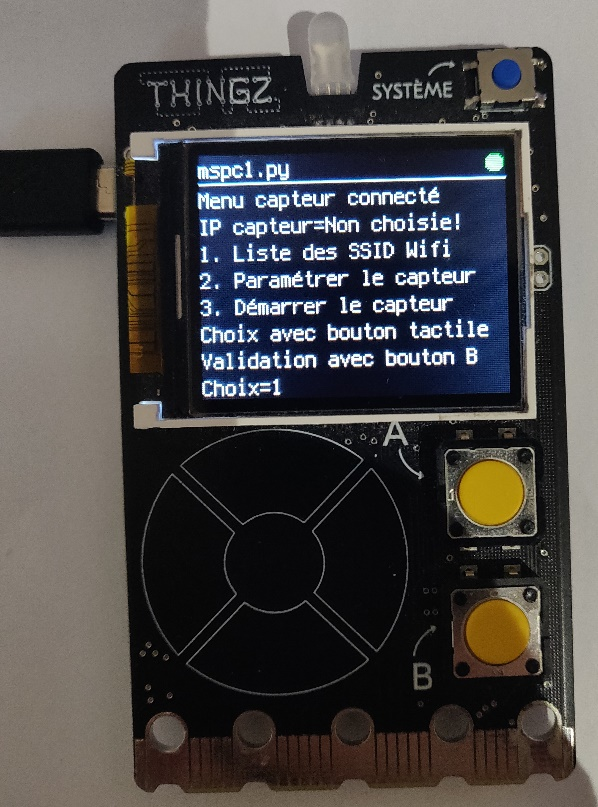 THINGZ
SYSTÈME
mspc1.py
Menu capteur connecté
IP capteur=Non choisie!
1. Liste des SSID Wifi
2. Paramétrer le capteur
3. Démarrer le capteur
Choix avec bouton tactile
Validation avec bouton B
Choix=1
A
1
B